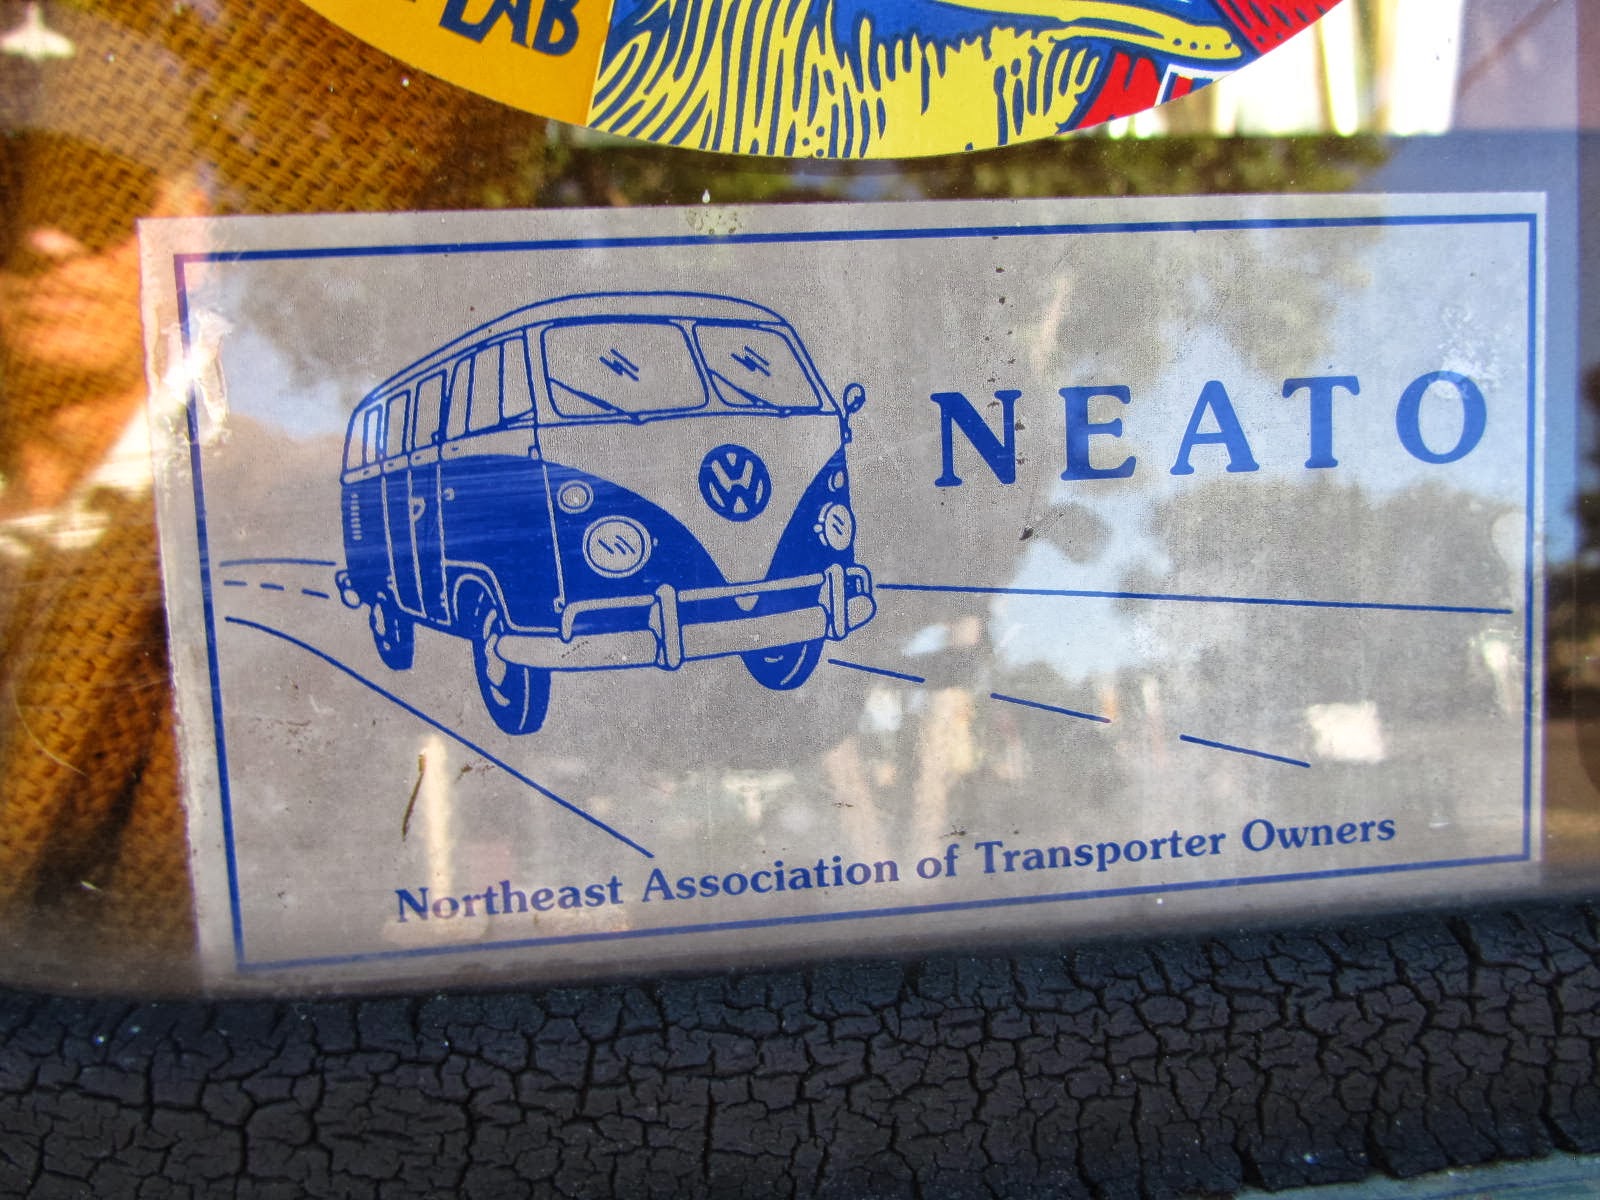 LAB
NEATO
Northeast Association of Transporter Owners